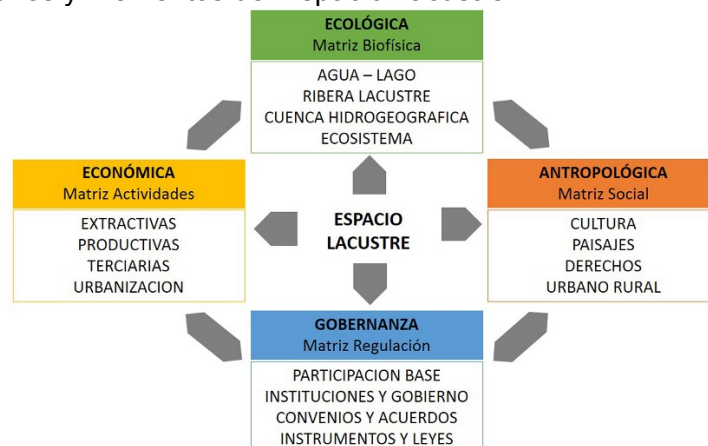 ECOLÓGICA
Matriz Biofísica
AGUA – LAGO
RIBERA LACUSTRE
CUENCA HIDROGEOGRAFICA
ECOSISTEMA
ECONÓMICA
Matriz Actividades
EXTRACTIVAS
PRODUCTIVAS
TERCIARIAS
URBANIZACION
ESPACIO
LACUSTRE
ANTROPOLÓGICA
Matriz Social
CULTURA
PAISAJES
DERECHOS
URBANO RURAL
GOBERNANZA
Matriz Regulación
PARTICIPACION BASE
INSTITUCIONES Y GOBIERNO
CONVENIOS Y ACUERDOS
INSTRUMENTOS Y LEYES